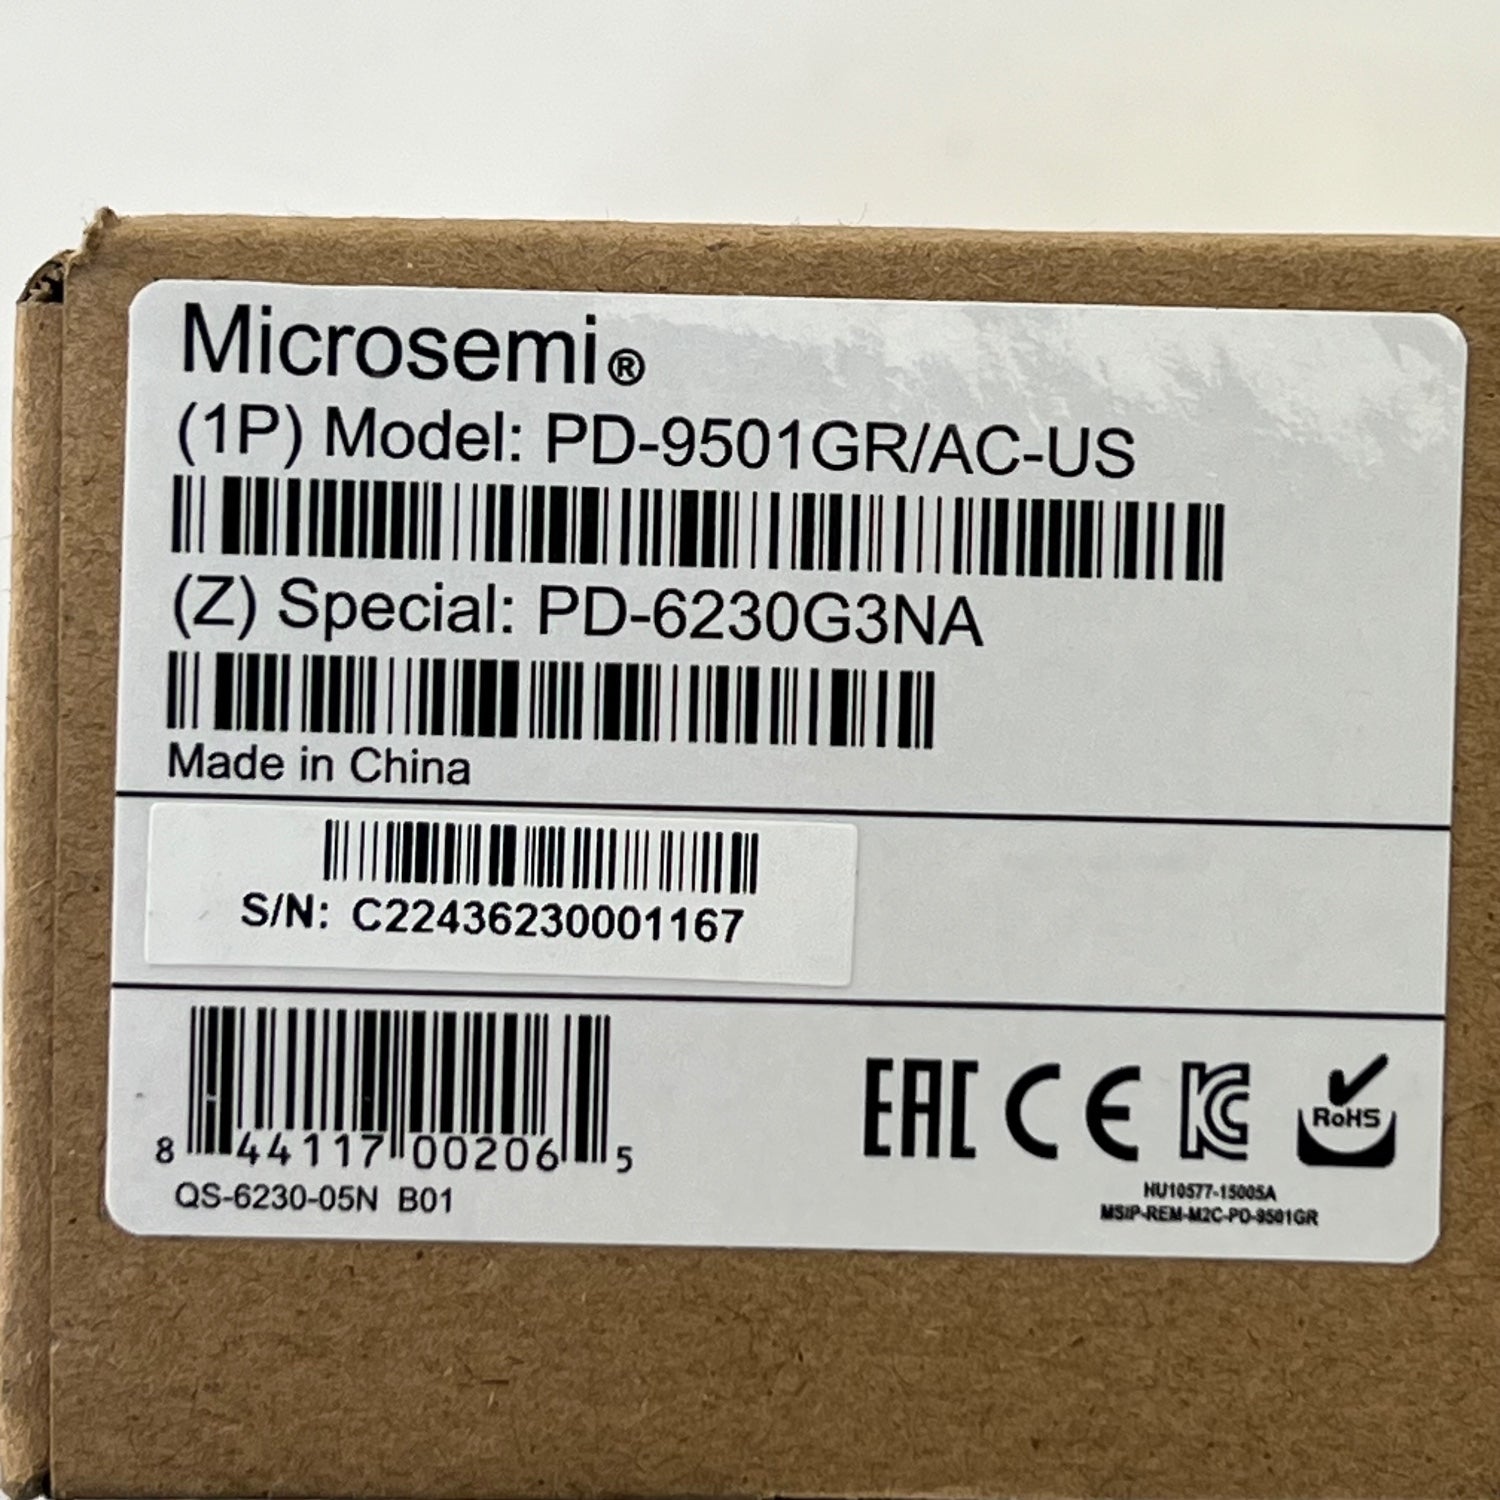 Microsemi®
(1P) Model: PD-9501GR/AC-US
(Z) Special: PD-6230G3NA
Made in China
S/N: C22436230001167
8 44117 00206 5
QS-6230-05N B01
EAC CE KC RoHS
HU10577-15005A
MSIP-REM-M2C-PD-9501GR